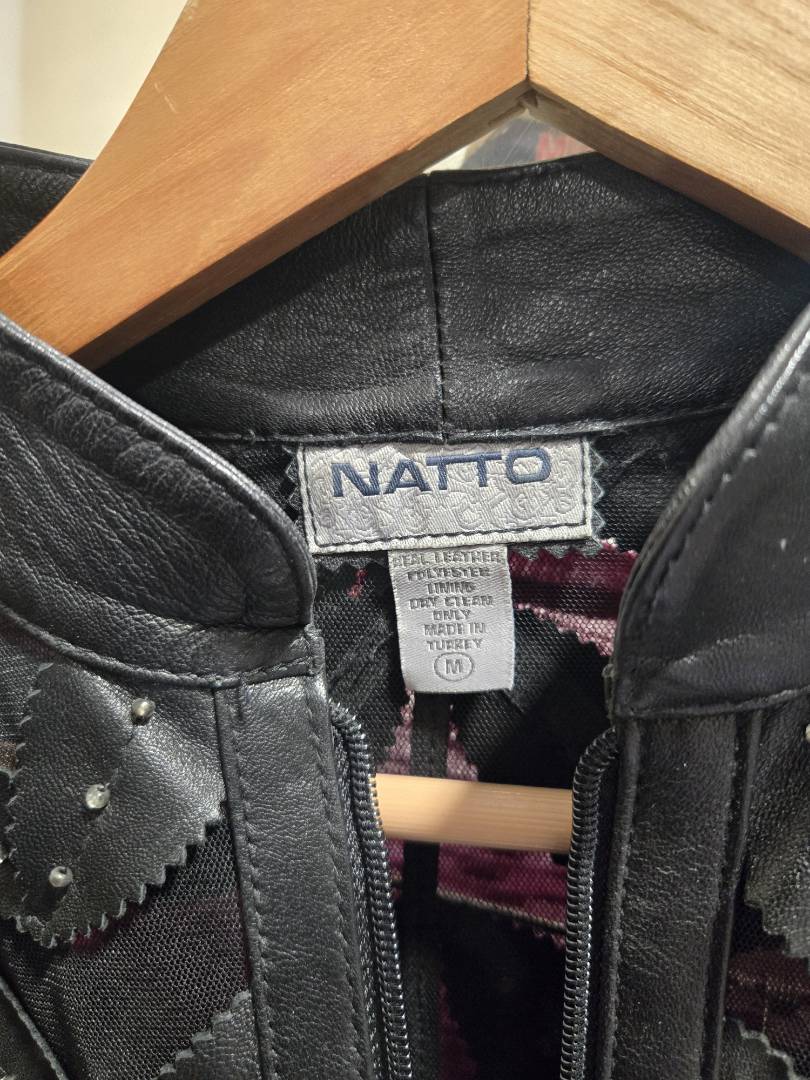 NATTO
REAL LEATHER
POLYESTER
LINING
DRY CLEAN
ONLY
MADE IN
TURKEY
M